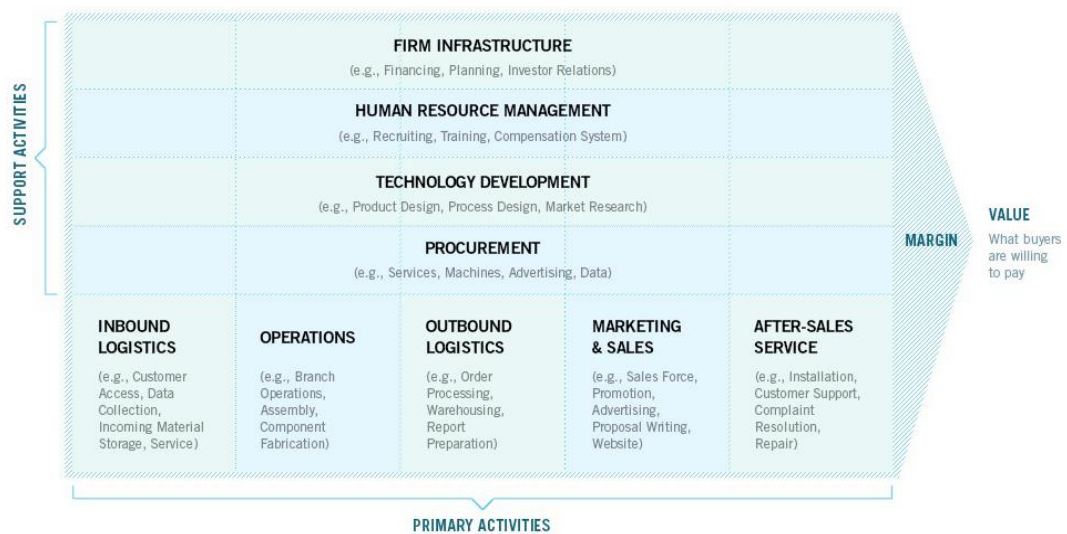 SUPPORT ACTIVITIES
FIRM INFRASTRUCTURE
(e.g., Financing, Planning, Investor Relations)
HUMAN RESOURCE MANAGEMENT
(e.g., Recruiting, Training, Compensation System)
TECHNOLOGY DEVELOPMENT
(e.g., Product Design, Process Design, Market Research)
PROCUREMENT
(e.g., Services, Machines, Advertising, Data)
INBOUND
LOGISTICS
(e.g., Customer
Access, Data
Collection,
Incoming Material
Storage, Service)
OPERATIONS
(e.g., Branch
Operations,
Assembly,
Component
Fabrication)
OUTBOUND
LOGISTICS
(e.g., Order
Processing,
Warehousing,
Report
Preparation)
MARKETING
& SALES
(e.g., Sales Force,
Promotion,
Advertising,
Proposal Writing,
Website)
AFTER-SALES
SERVICE
(e.g., Installation,
Customer Support,
Complaint
Resolution,
Repair)
MARGIN
VALUE
What buyers
are willing
to pay
PRIMARY ACTIVITIES